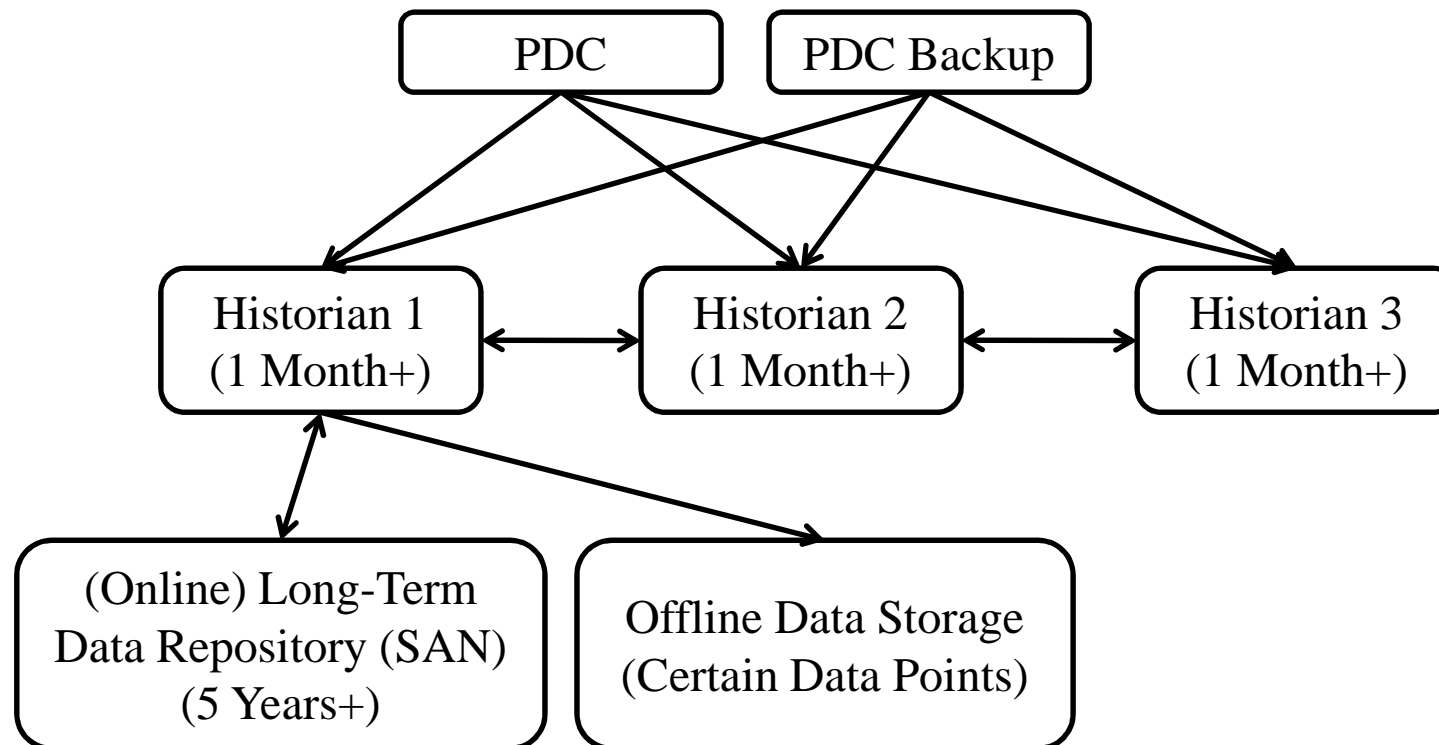 PDC
PDC Backup
Historian 1
(1 Month+)
Historian 2
(1 Month+)
Historian 3
(1 Month+)
(Online) Long-Term
Data Repository (SAN)
(5 Years+)
Offline Data Storage
(Certain Data Points)